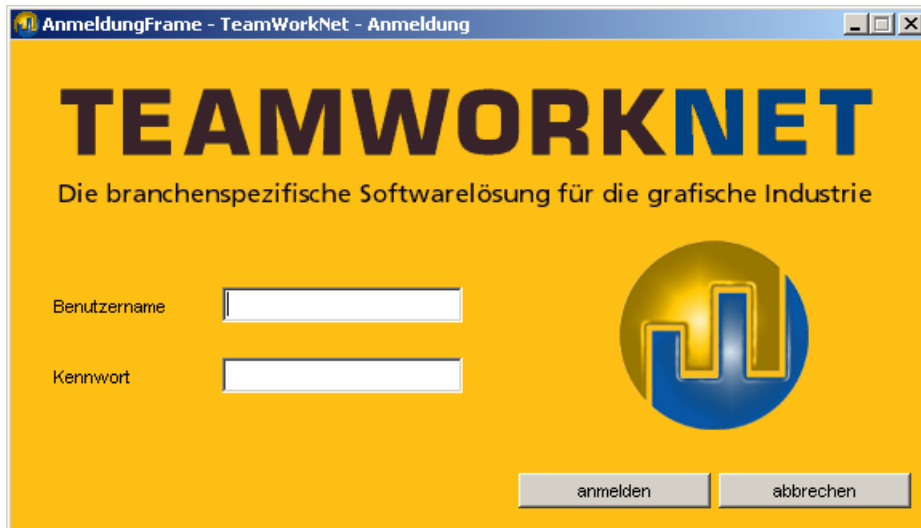 AnmeldungFrame - TeamWorkNet - Anmeldung
TEAMWORKNET
Die branchenspezifische Softwarelösung für die grafische Industrie
Benutzername
Kennwort
anmelden abbrechen